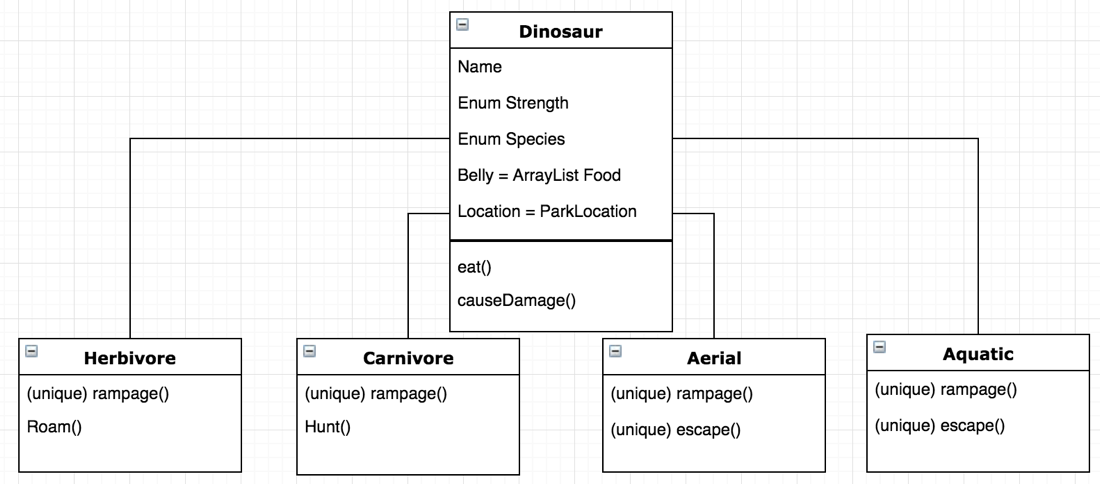 Dinosaur
Name
Enum Strength
Enum Species
Belly = ArrayList Food
Location = ParkLocation
eat()
causeDamage()
Herbivore
(unique) rampage()
Roam()
Carnivore
(unique) rampage()
Hunt()
Aerial
(unique) rampage()
(unique) escape()
Aquatic
(unique) rampage()
(unique) escape()